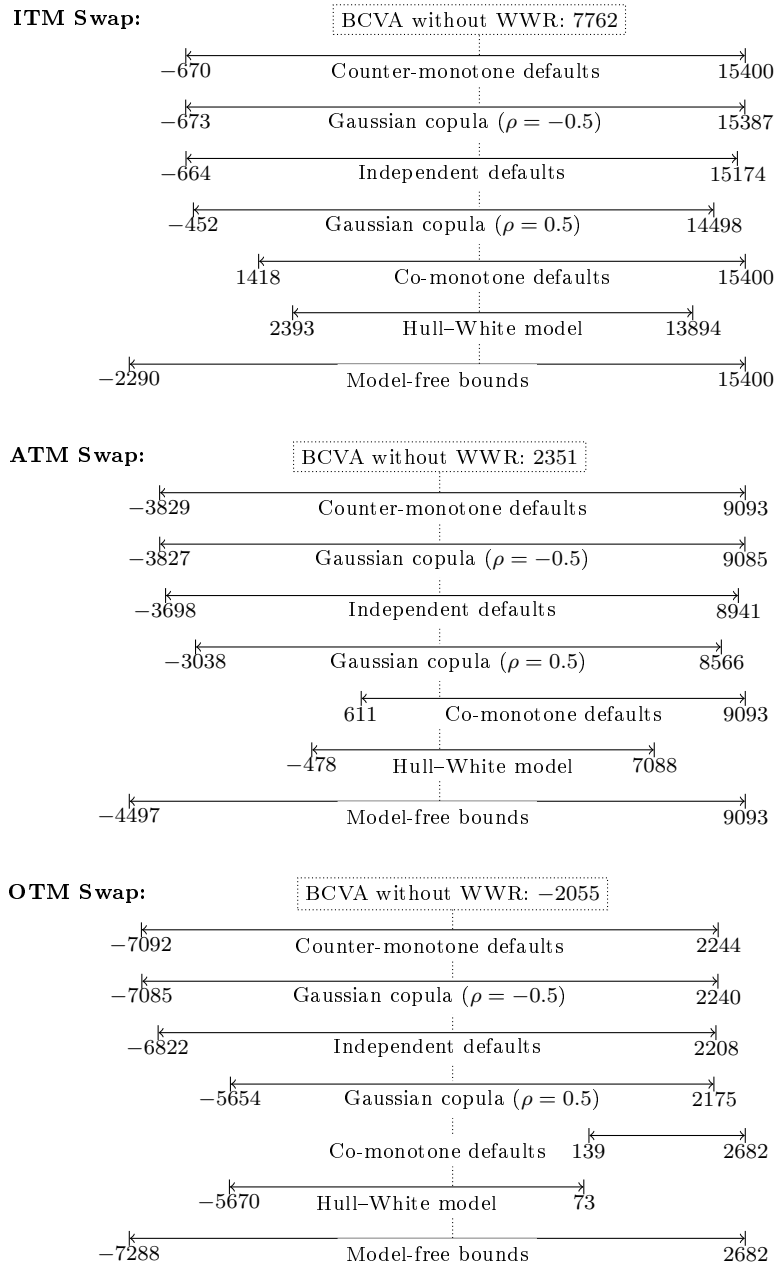 ITM Swap: BCVA without WWR: 7762
−670 Counter-monotone defaults 15400
−673 Gaussian copula (ρ = −0.5) 15387
−664 Independent defaults 15174
−452 Gaussian copula (ρ = 0.5) 14498
1418 Co-monotone defaults 15400
2393 Hull–White model 13894
−2290 Model-free bounds 15400
ATM Swap: BCVA without WWR: 2351
−3829 Counter-monotone defaults 9093
−3827 Gaussian copula (ρ = −0.5) 9085
−3698 Independent defaults 8941
−3038 Gaussian copula (ρ = 0.5) 8566
611 Co-monotone defaults 9093
−478 Hull–White model 7088
−4497 Model-free bounds 9093
OTM Swap: BCVA without WWR: −2055
−7092 Counter-monotone defaults 2244
−7085 Gaussian copula (ρ = −0.5) 2240
−6822 Independent defaults 2208
−5654 Gaussian copula (ρ = 0.5) 2175
Co-monotone defaults 139 2682
−5670 Hull–White model 73
−7288 Model-free bounds 2682